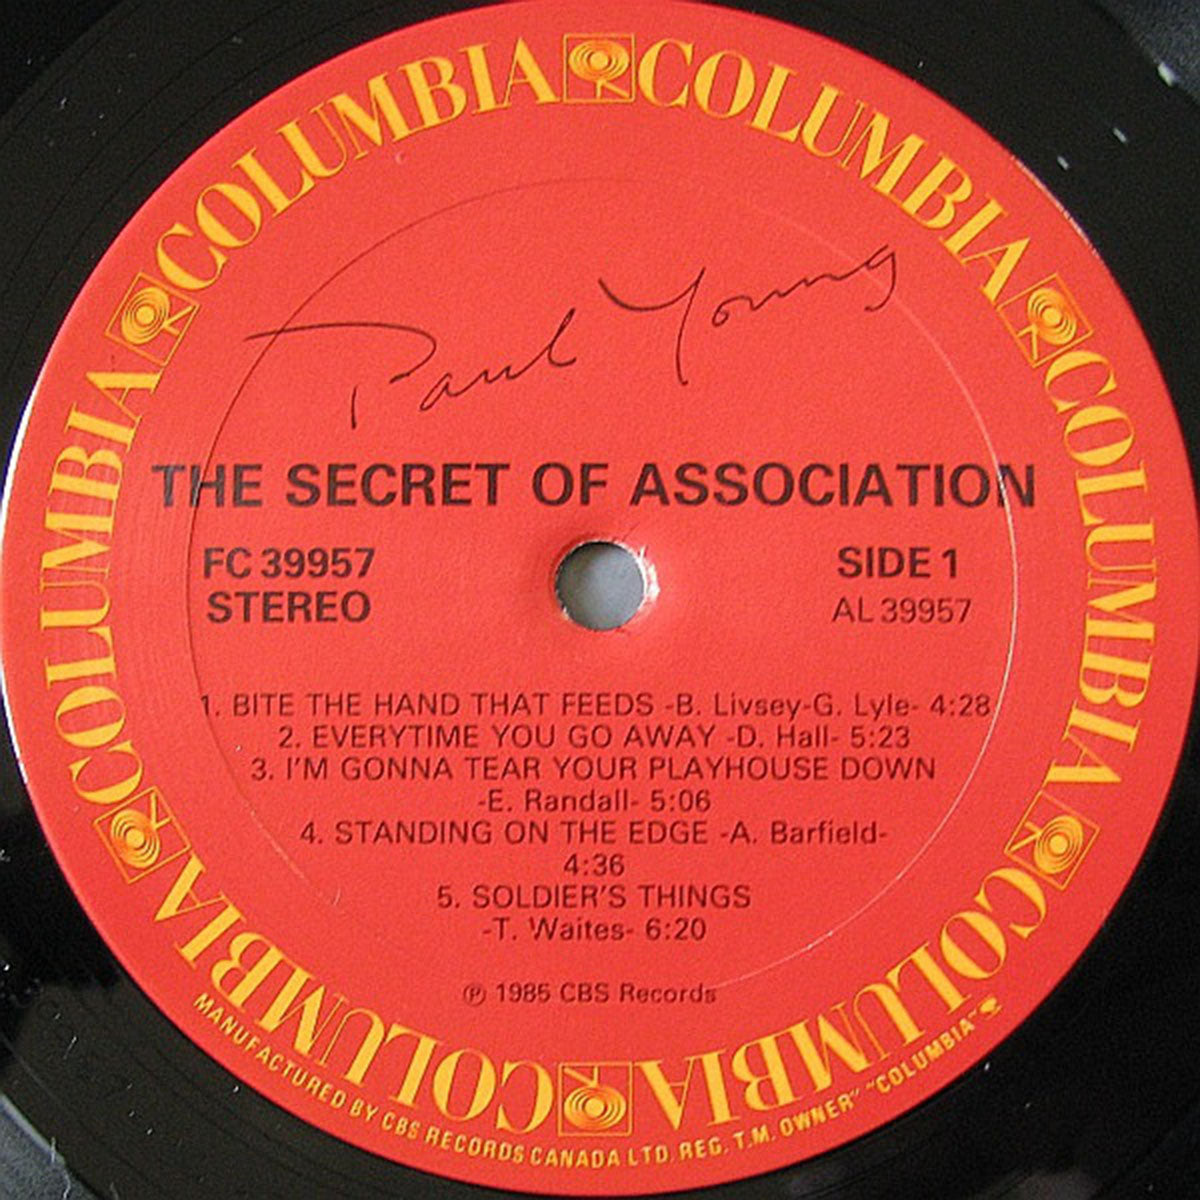 COLUMBIA COLUMBIA COLUMBIA COLUMBIA COLUMBIA COLUMBIA COLUMBIA COLUMBIA
Paul Young
THE SECRET OF ASSOCIATION
FC 39957
STEREO
SIDE 1
AL 39957
1. BITE THE HAND THAT FEEDS -B. Livsey-G. Lyle- 4:28
2. EVERYTIME YOU GO AWAY -D. Hall- 5:23
3. I'M GONNA TEAR YOUR PLAYHOUSE DOWN
-E. Randall- 5:06
4. STANDING ON THE EDGE -A. Barfield-
4:36
5. SOLDIER'S THINGS
-T. Waites- 6:20
℗ 1985 CBS Records
MANUFACTURED BY CBS RECORDS CANADA LTD. REG. T.M. OWNER" "COLUMBIA"